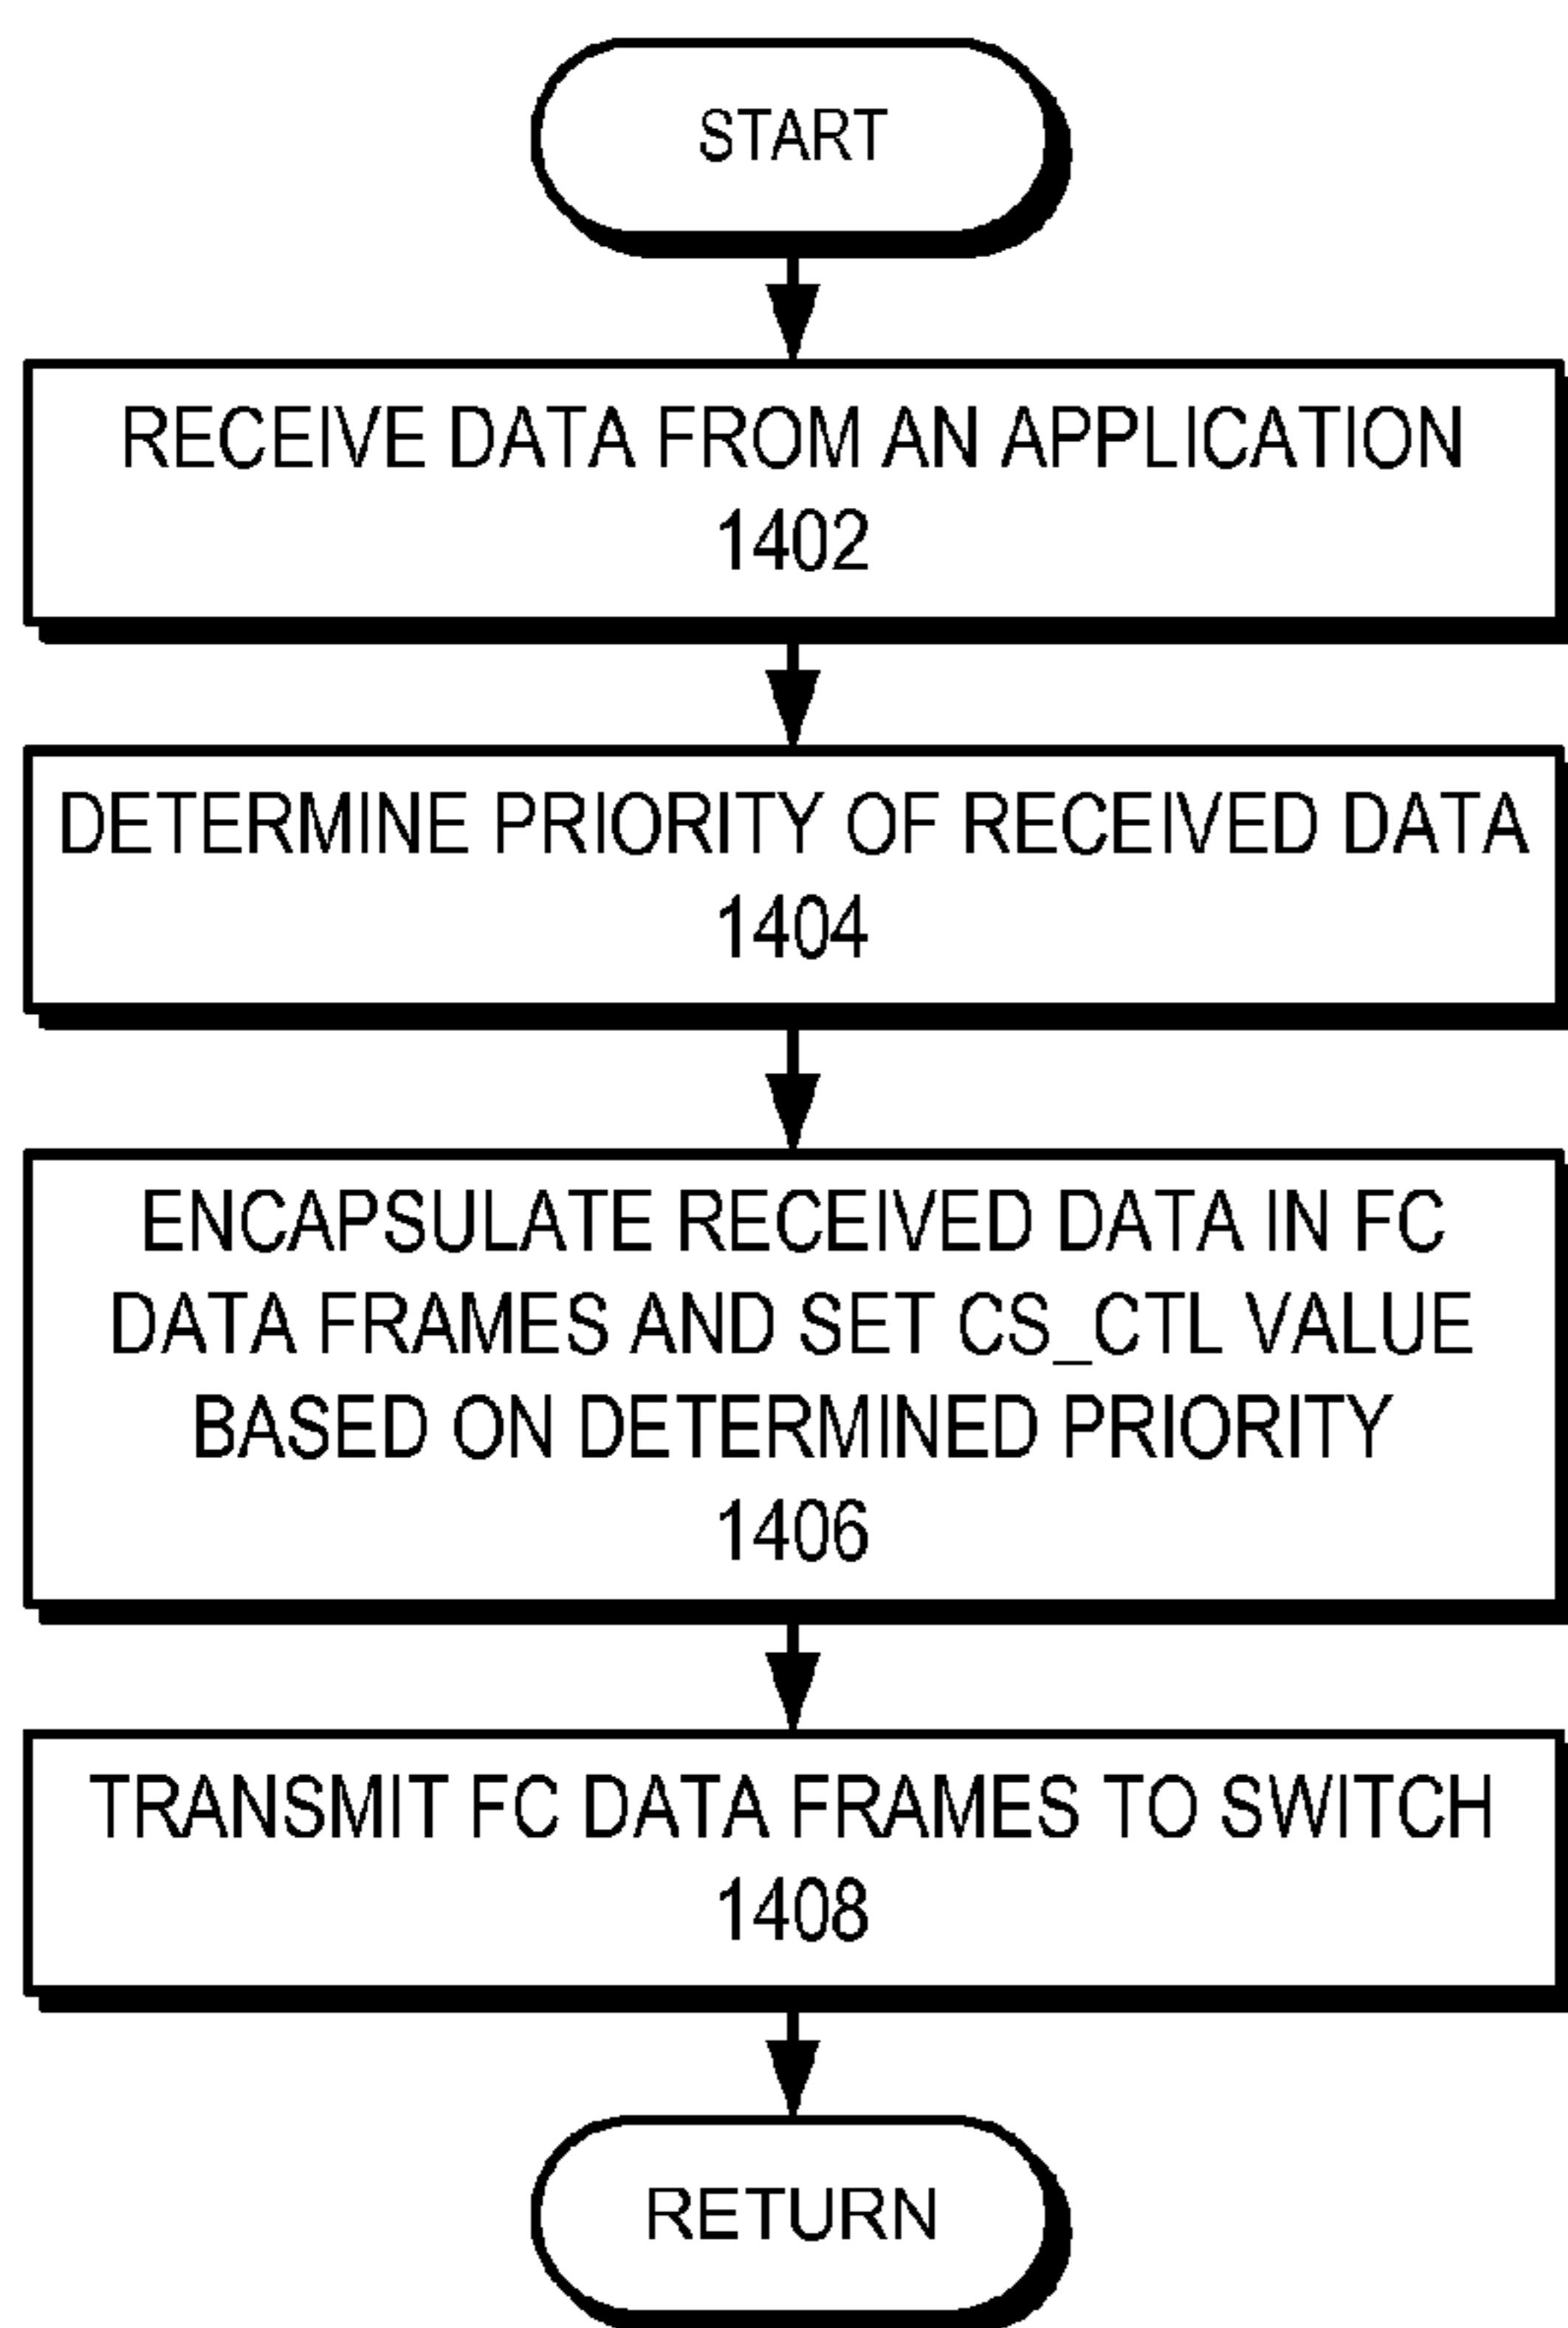 START
RECEIVE DATA FROM AN APPLICATION
1402
DETERMINE PRIORITY OF RECEIVED DATA
1404
ENCAPSULATE RECEIVED DATA IN FC
DATA FRAMES AND SET CS_CTL VALUE
BASED ON DETERMINED PRIORITY
1406
TRANSMIT FC DATA FRAMES TO SWITCH
1408
RETURN